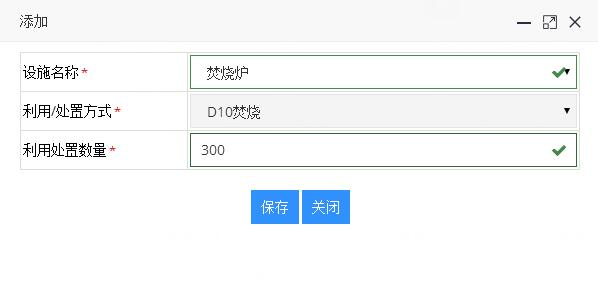 添加
设施名称* 焚烧炉
利用/处置方式* D10焚烧
利用处置数量* 300
保存 关闭